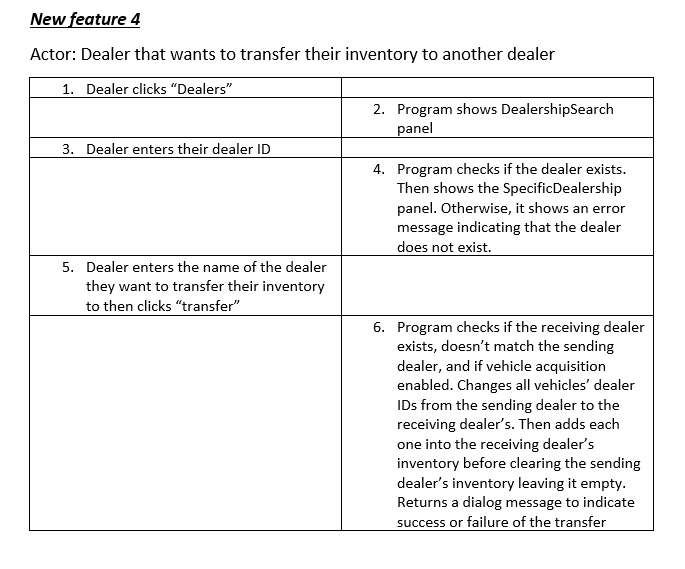 New feature 4
Actor: Dealer that wants to transfer their inventory to another dealer
1. Dealer clicks “Dealers”
2. Program shows DealershipSearch
panel
3. Dealer enters their dealer ID
4. Program checks if the dealer exists.
Then shows the SpecificDealership
panel. Otherwise, it shows an error
message indicating that the dealer
does not exist.
5. Dealer enters the name of the dealer
they want to transfer their inventory
to then clicks “transfer”
6. Program checks if the receiving dealer
exists, doesn’t match the sending
dealer, and if vehicle acquisition
enabled. Changes all vehicles’ dealer
IDs from the sending dealer to the
receiving dealer’s. Then adds each
one into the receiving dealer’s
inventory before clearing the sending
dealer’s inventory leaving it empty.
Returns a dialog message to indicate
success or failure of the transfer